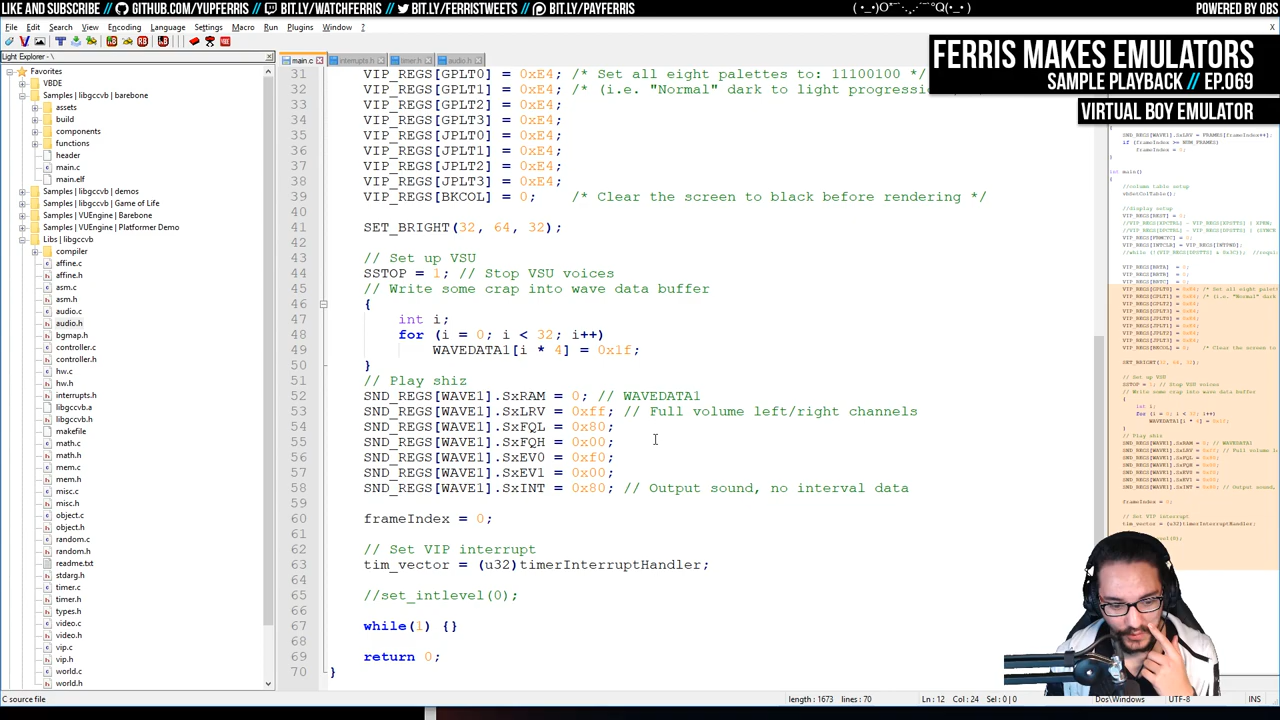 LIKE AND SUBSCRIBE // GITHUB.COM/YUPFERRIS // BIT.LY/WATCHFERRIS // BIT.LY/FERRISTWEETS // BIT.LY/PAYFERRIS
POWERED BY OBS
File Edit Search View Encoding Language Settings Macro Run Plugins Window ?
FERRIS MAKES EMULATORS
SAMPLE PLAYBACK // EP.069
VIRTUAL BOY EMULATOR
Light Explorer -
main.c interrupts.h timer.h audio.h
Favorites
VBDE
Samples | libgccvb | barebone
assets
build
components
functions
header
main.c
main.elf
Samples | libgccvb | demos
Samples | libgccvb | Game of Life
Samples | VUEngine | Barebone
Samples | VUEngine | Platformer Demo
Libs | libgccvb
compiler
affine.c
affine.h
asm.c
asm.h
audio.c
audio.h
bgmap.h
controller.c
controller.h
hw.c
hw.h
interrupts.h
libgccvb.a
libgccvb.h
makefile
math.c
math.h
mem.c
mem.h
misc.c
misc.h
object.c
object.h
random.c
random.h
readme.txt
stdarg.h
timer.c
timer.h
types.h
video.c
video.h
vip.c
vip.h
world.c
world.h
31 VIP_REGS[GPLT0] = 0xE4; /* Set all eight palettes to: 11100100 */
32 VIP_REGS[GPLT1] = 0xE4; /* (i.e. "Normal" dark to light progressi
33 VIP_REGS[GPLT2] = 0xE4;
34 VIP_REGS[GPLT3] = 0xE4;
35 VIP_REGS[JPLT0] = 0xE4;
36 VIP_REGS[JPLT1] = 0xE4;
37 VIP_REGS[JPLT2] = 0xE4;
38 VIP_REGS[JPLT3] = 0xE4;
39 VIP_REGS[BKCOL] = 0; /* Clear the screen to black before rendering */
40
41 SET_BRIGHT(32, 64, 32);
42
43 // Set up VSU
44 SSTOP = 1; // Stop VSU voices
45 // Write some crap into wave data buffer
46 {
47 int i;
48 for (i = 0; i < 32; i++)
49 WAVEDATA1[i * 4] = 0x1f;
50 }
51 // Play shiz
52 SND_REGS[WAVE1].SxRAM = 0; // WAVEDATA1
53 SND_REGS[WAVE1].SxLRV = 0xff; // Full volume left/right channels
54 SND_REGS[WAVE1].SxFQL = 0x80;
55 SND_REGS[WAVE1].SxFQH = 0x00;
56 SND_REGS[WAVE1].SxEV0 = 0xf0;
57 SND_REGS[WAVE1].SxEV1 = 0x00;
58 SND_REGS[WAVE1].SxINT = 0x80; // Output sound, no interval data
59
60 frameIndex = 0;
61
62 // Set VIP interrupt
63 tim_vector = (u32)timerInterruptHandler;
64
65 //set_intlevel(0);
66
67 while(1) {}
68
69 return 0;
70 }
C source file
length : 1673 lines : 70
Ln : 12 Col : 24 Sel : 0 | 0
Dos\Windows
UTF-8
INS